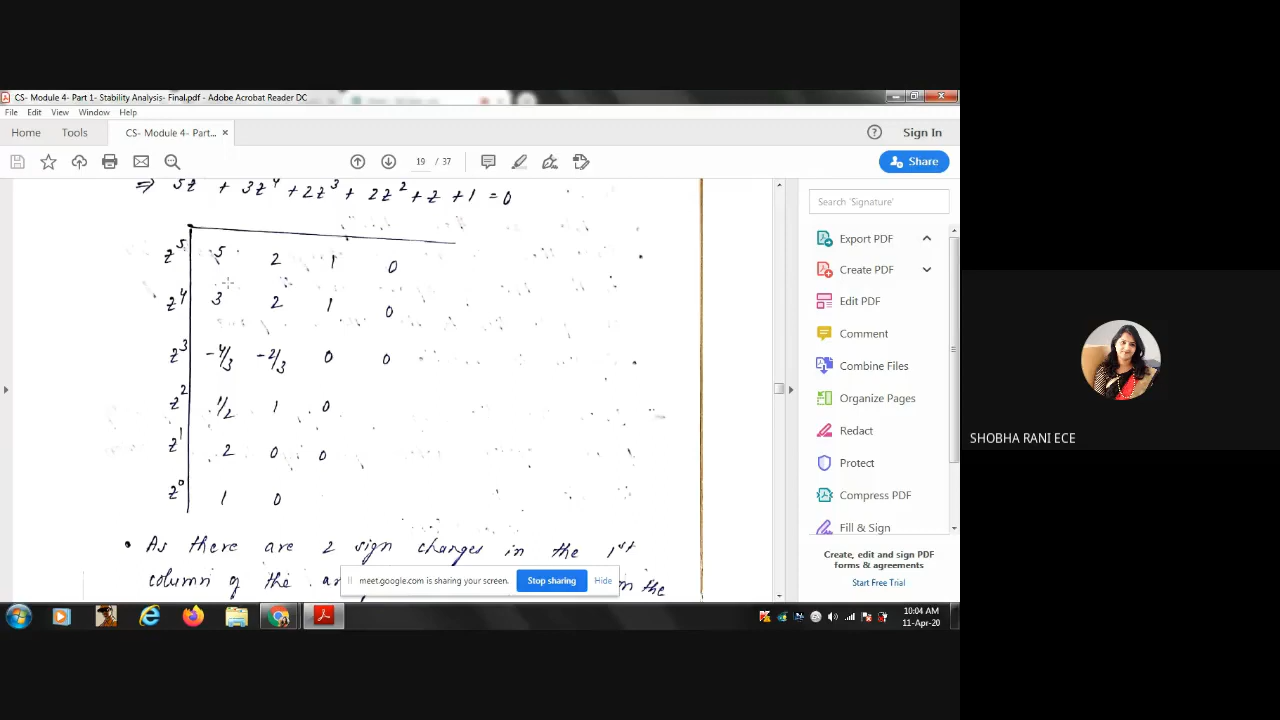 CS- Module 4- Part 1- Stability Analysis- Final.pdf - Adobe Acrobat Reader DC
File Edit View Window Help
Home Tools CS- Module 4- Part... × ? Sign In
19 / 37 Share
⇒ 5z + 3z⁴ + 2z³ + 2z² + z + 1 = 0
z⁵ 5 2 1 0
z⁴ 3 2 1 0
z³ -4/3 -2/3 0 0
z² 1/2 1 0
z¹ 2 0 0
z⁰ 1 0
• As there are 2 sign changes in the 1st
column of the the
meet.google.com is sharing your screen. Stop sharing Hide
Search 'Signature'
Export PDF
Create PDF
Edit PDF
Comment
Combine Files
Organize Pages
Redact
Protect
Compress PDF
Fill & Sign
Create, edit and sign PDF
forms & agreements
Start Free Trial
10:04 AM
11-Apr-20
SHOBHA RANI ECE